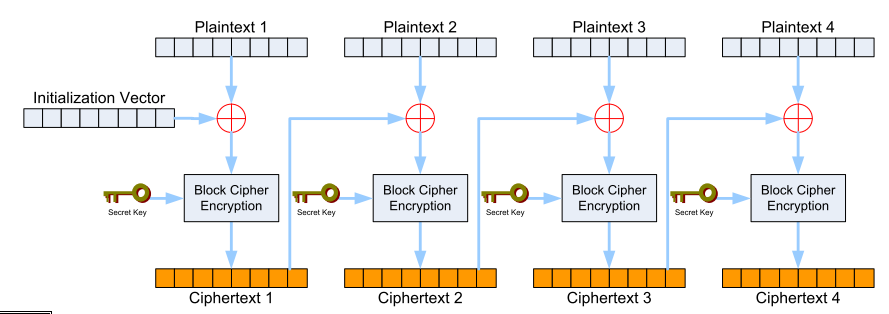 Plaintext 1
Plaintext 2
Plaintext 3
Plaintext 4
Initialization Vector
Block Cipher
Encryption
Secret Key
Block Cipher
Encryption
Secret Key
Block Cipher
Encryption
Secret Key
Block Cipher
Encryption
Secret Key
Ciphertext 1
Ciphertext 2
Ciphertext 3
Ciphertext 4